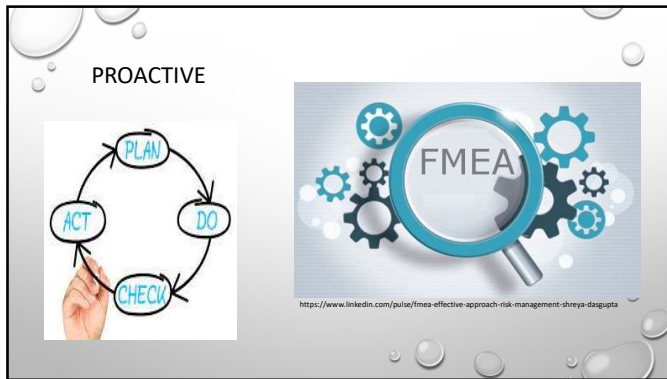 PROACTIVE
PLAN
DO
CHECK
ACT
FMEA
https://www.linkedin.com/pulse/fmea-effective-approach-risk-management-shreya-dasgupta